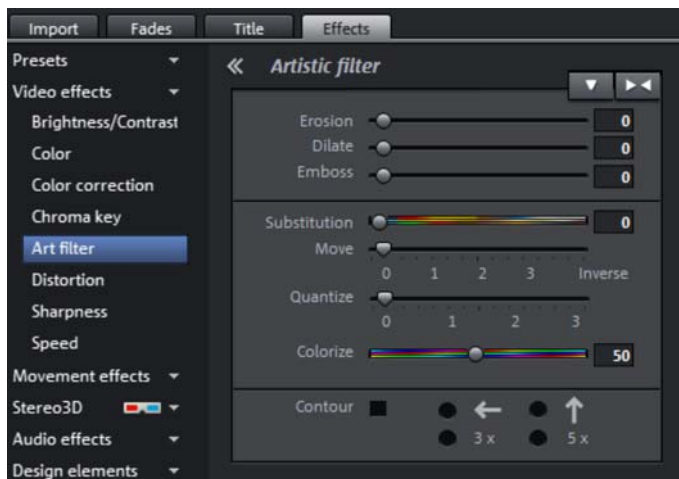 Import Fades Title Effects
Presets
Video effects
Brightness/Contrast
Color
Color correction
Chroma key
Art filter
Distortion
Sharpness
Speed
Movement effects
Stereo3D
Audio effects
Design elements
Artistic filter
Erosion 0
Dilate 0
Emboss 0
Substitution 0
Move
0 1 2 3 Inverse
Quantize
0 1 2 3
Colorize 50
Contour
3 x 5 x